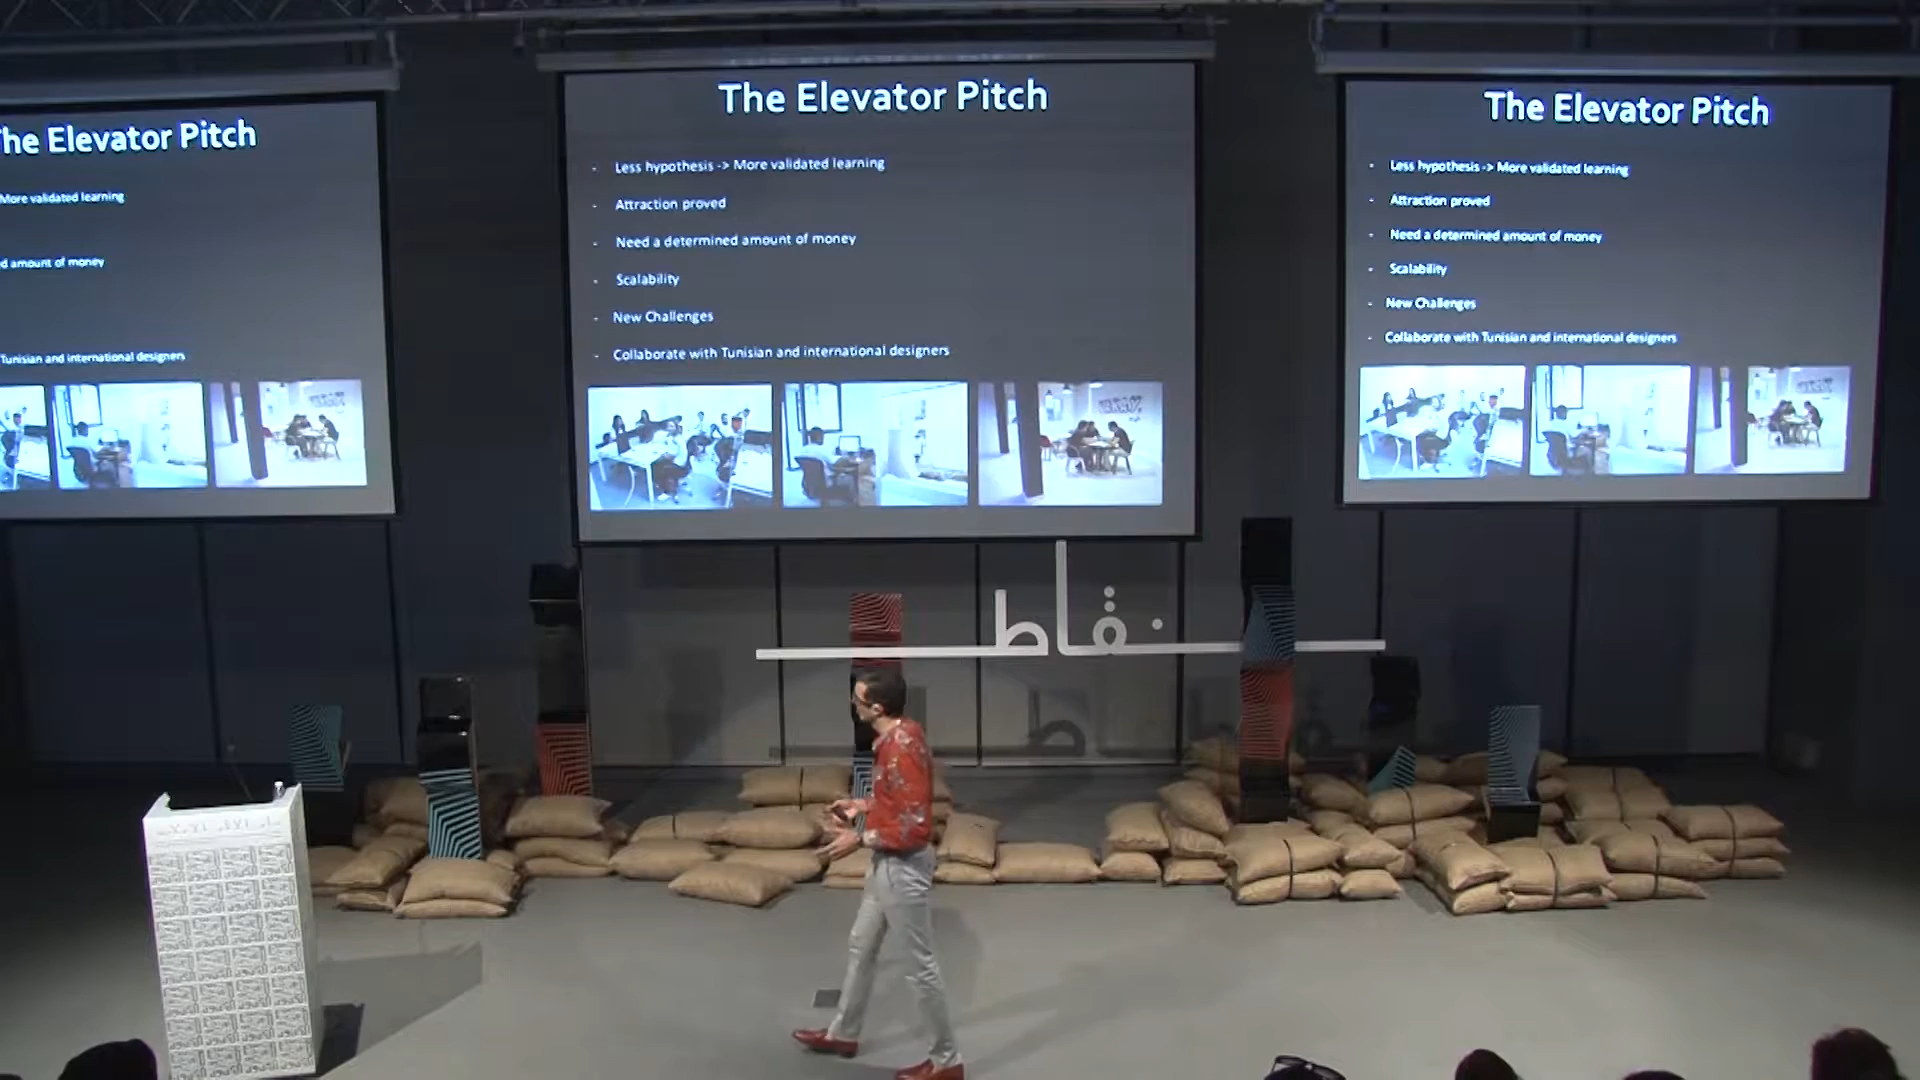 The Elevator Pitch
More validated learning
d amount of money
Tunisian and international designers
The Elevator Pitch
- Less hypothesis -> More validated learning
- Attraction proved
- Need a determined amount of money
- Scalability
- New Challenges
- Collaborate with Tunisian and international designers
The Elevator Pitch
- Less hypothesis -> More validated learning
- Attraction proved
- Need a determined amount of money
- Scalability
- New Challenges
- Collaborate with Tunisian and international designers
نقاط